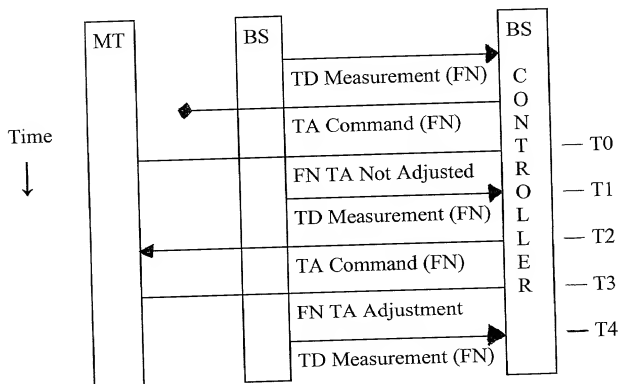 MT
BS
BS
CONTROLLER
TD Measurement (FN)
TA Command (FN)
Time
T0
FN TA Not Adjusted
T1
TD Measurement (FN)
T2
TA Command (FN)
T3
FN TA Adjustment
T4
TD Measurement (FN)